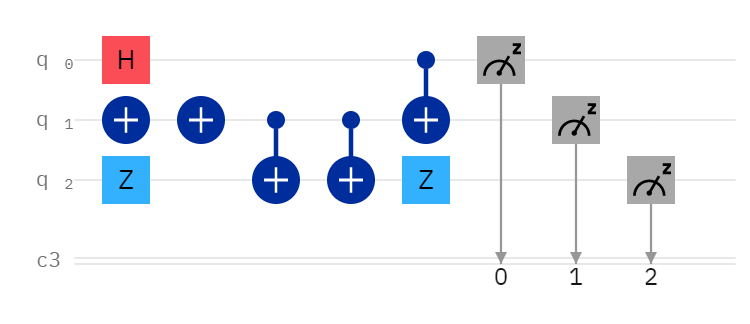 q 0 H z
q 1 z
q 2 Z Z z
c3
0 1 2